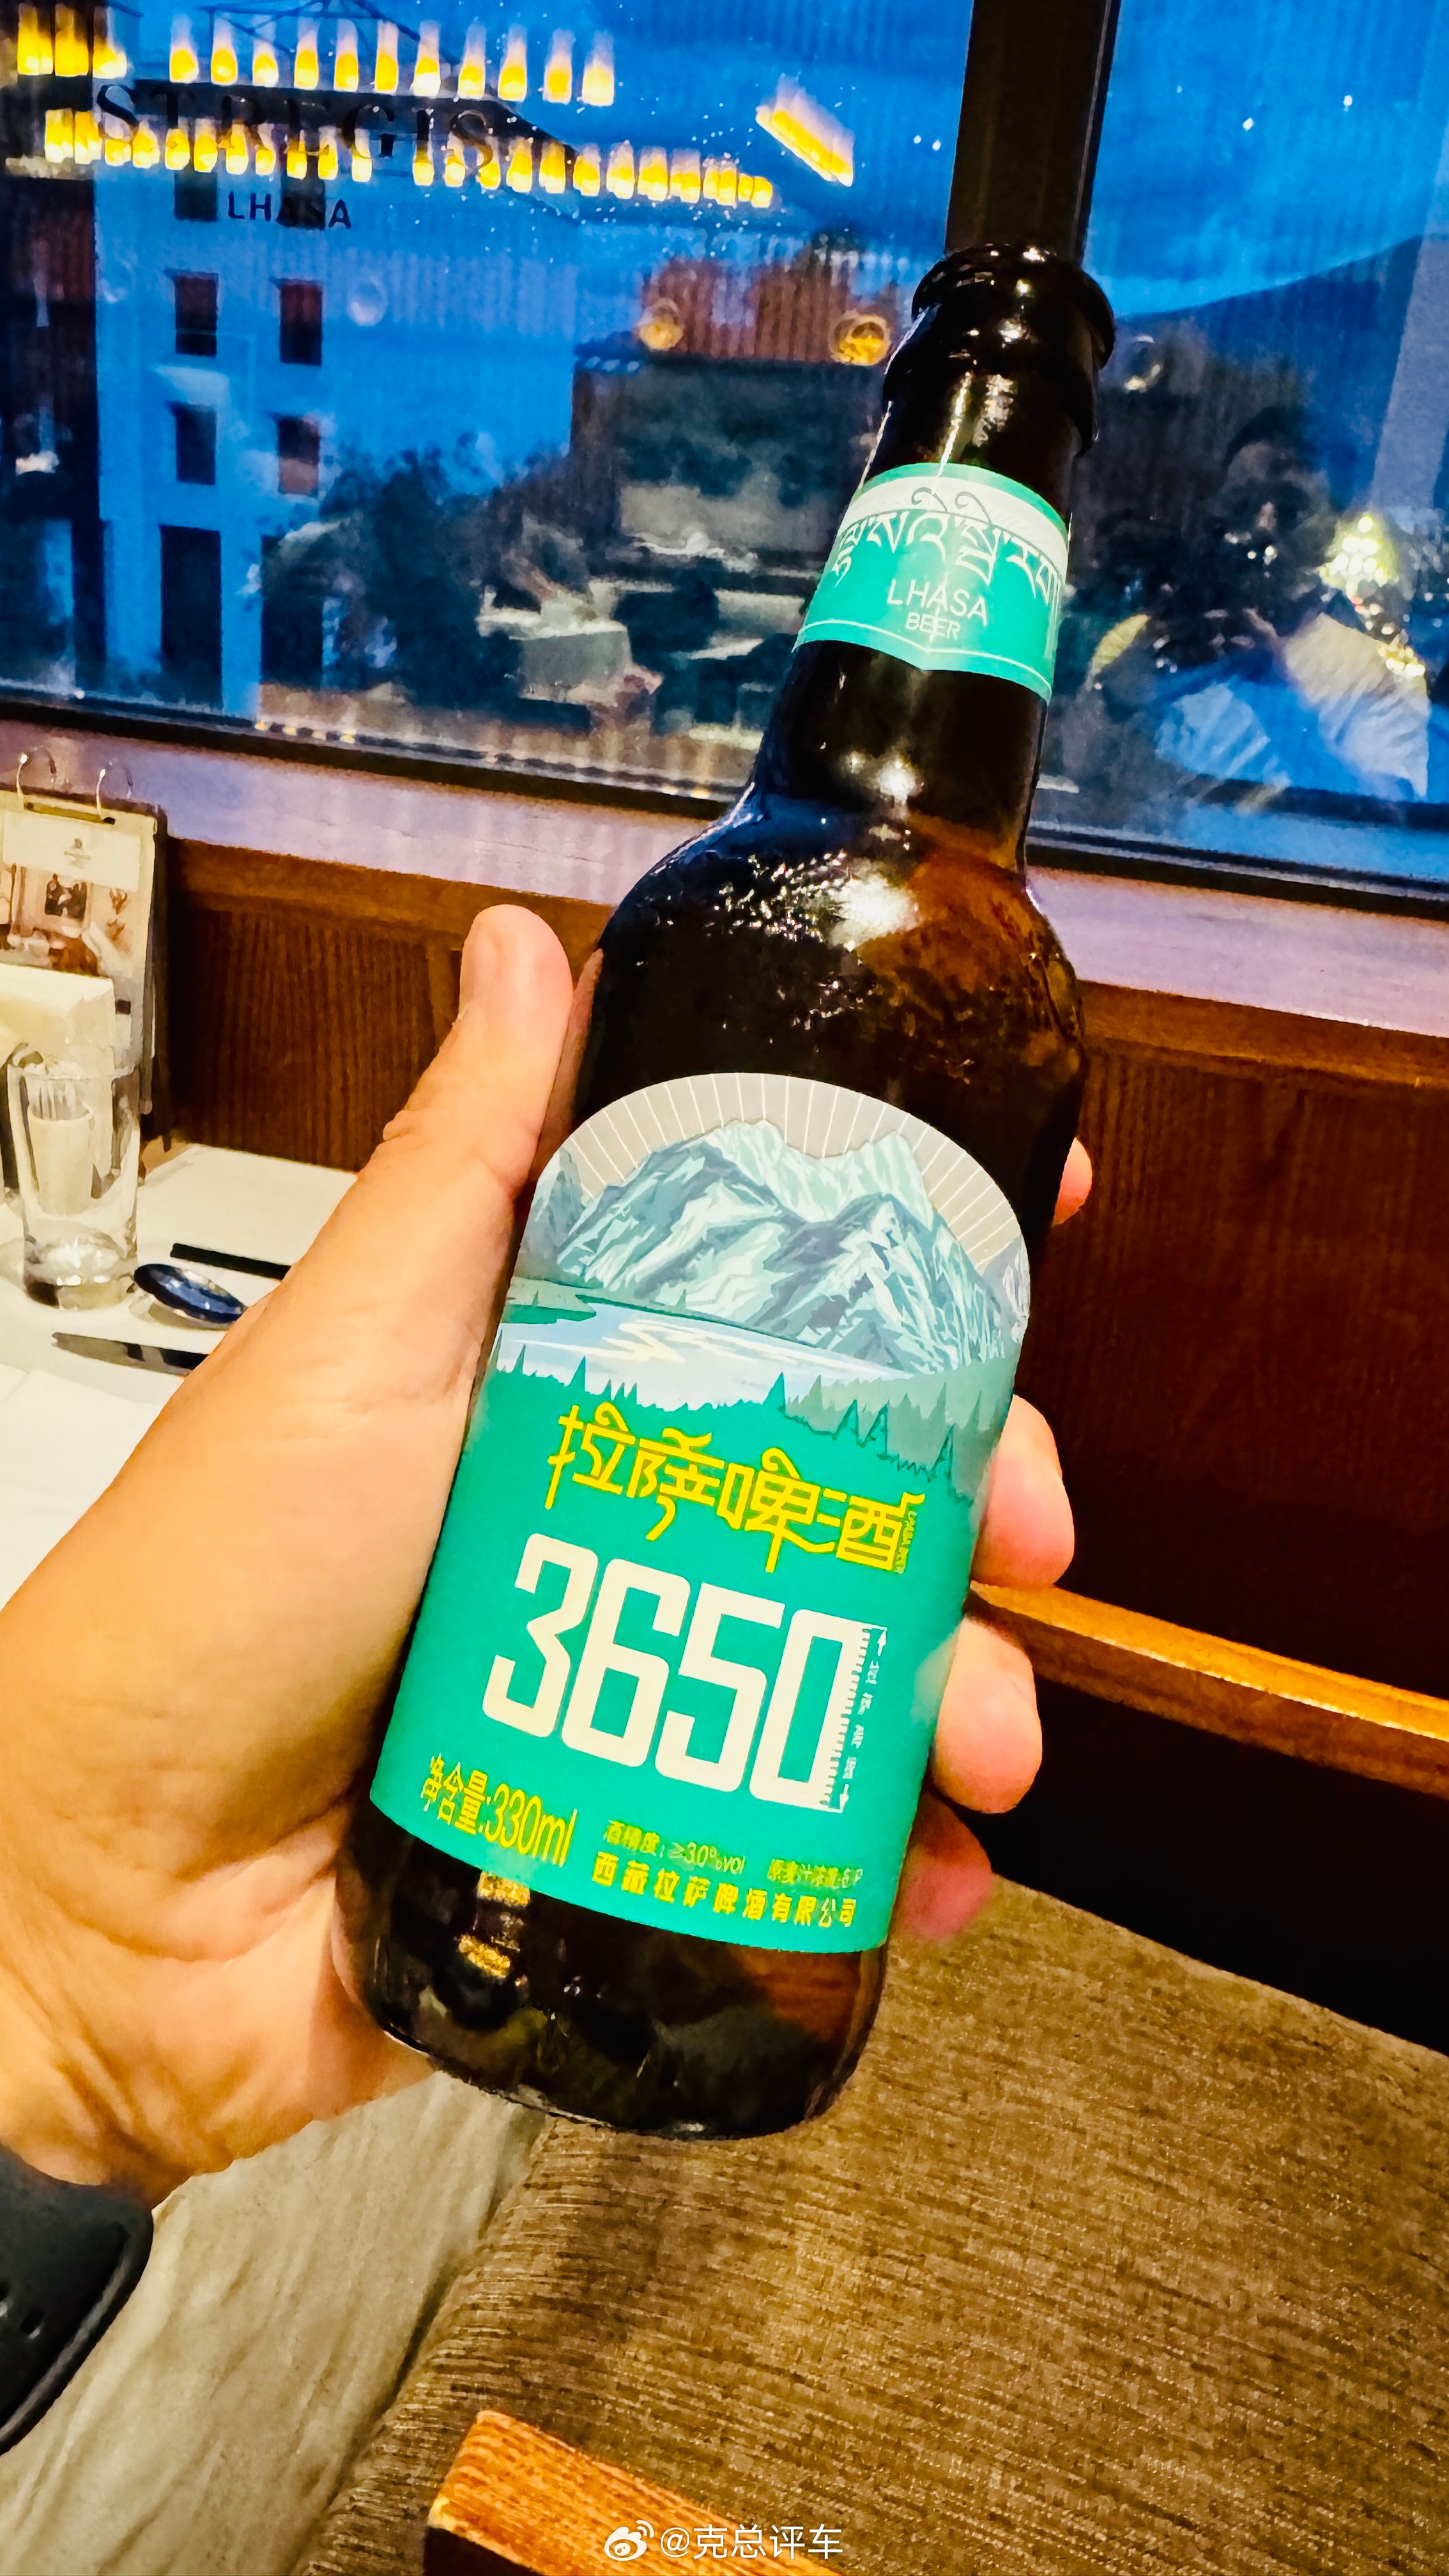 ST REGIS
LHASA
LHASA
BEER
拉萨啤酒
3650
净含量:330ml
酒精度:≥3.0%vol
西藏拉萨啤酒有限公司
@克总评车